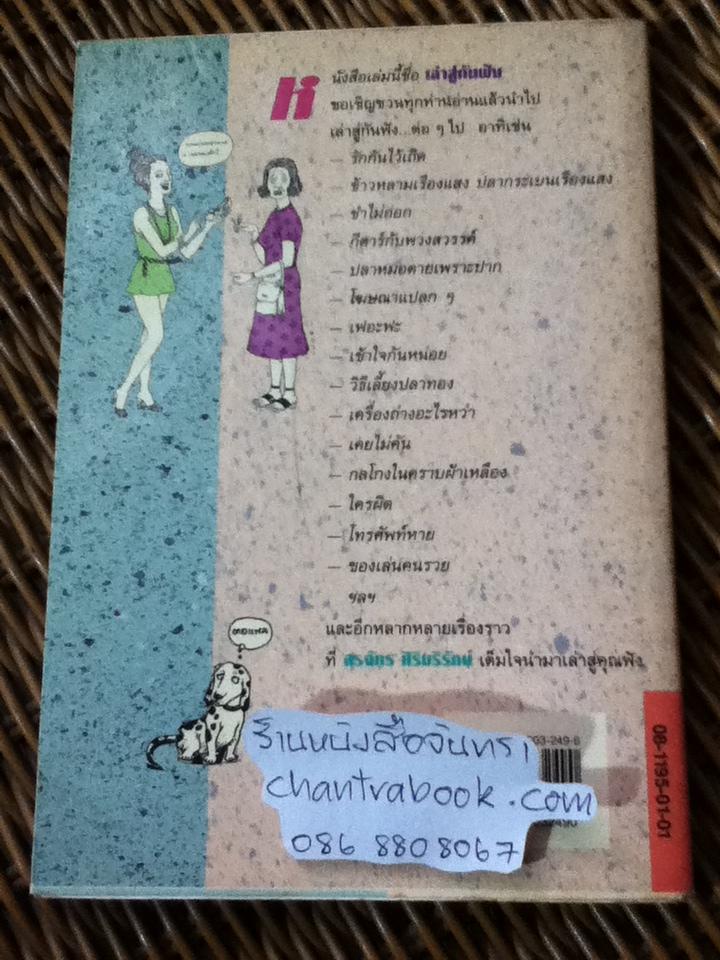 หนังสือเล่มนี้ชื่อ เล่าสู่กันฟัง
ขอเชิญชวนทุกท่านอ่านแล้วนำไป
เล่าสู่กันฟัง...ต่อ ๆ ไป อาทิเช่น
– รักกันไว้เถิด
– ข้าวหลามเรืองแสง ปลากระเบนเรืองแสง
– ขำไม่ออก
– กีตาร์กับพวงสวรรค์
– ปลาหมอตายเพราะปาก
– โฆษณาแปลก ๆ
– เฟอะฟะ
– เข้าใจกันหน่อย
– วิธีเลี้ยงปลาทอง
– เครื่องถ่างอะไรหว่า
– เคยไม่คัน
– กลโกงในคราบผ้าเหลือง
– ใครผิด
– โทรศัพท์หาย
– ของเล่นคนรวย
ฯลฯ
และอีกหลากหลายเรื่องราว
ที่ สุรฉัตร ศิริบริรักษ์ เต็มใจนำมาเล่าสู่คุณฟัง
ตอแหล
ร้านหนังสือจันทรา
chantrabook.com
086 8808067
08-1195-01-01